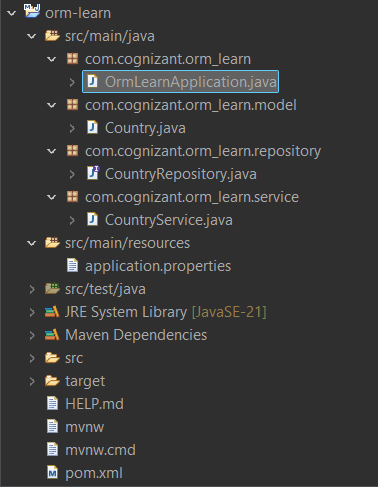 orm-learn
src/main/java
com.cognizant.orm_learn
OrmLearnApplication.java
com.cognizant.orm_learn.model
Country.java
com.cognizant.orm_learn.repository
CountryRepository.java
com.cognizant.orm_learn.service
CountryService.java
src/main/resources
application.properties
src/test/java
JRE System Library [JavaSE-21]
Maven Dependencies
src
target
HELP.md
mvnw
mvnw.cmd
pom.xml